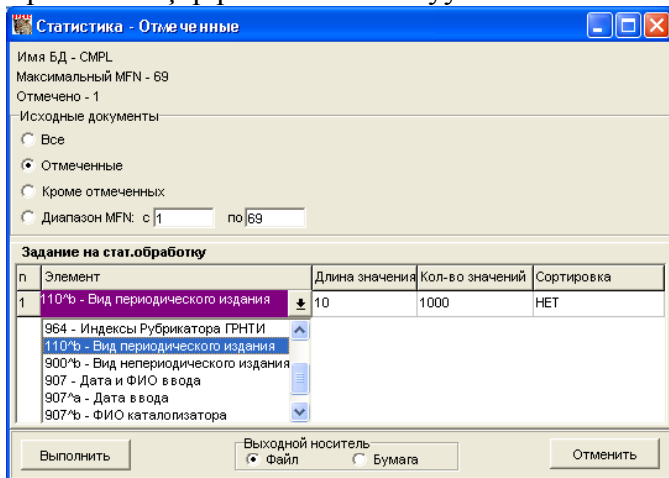 Статистика - Отмеченные
Имя БД - CMPL
Максимальный MFN - 69
Отмечено - 1
Исходные документы
Все
Отмеченные
Кроме отмеченных
Диапазон MFN: с 1 по 69
Задание на стат.обработку
n Элемент Длина значения Кол-во значений Сортировка
1 110^b - Вид периодического издания 10 1000 НЕТ
964 - Индексы Рубрикатора ГРНТИ
110^b - Вид периодического издания
900^b - Вид непериодического издания
907 - Дата и ФИО ввода
907^a - Дата ввода
907^b - ФИО каталогизатора
Выходной носитель
Выполнить Файл Бумага Отменить